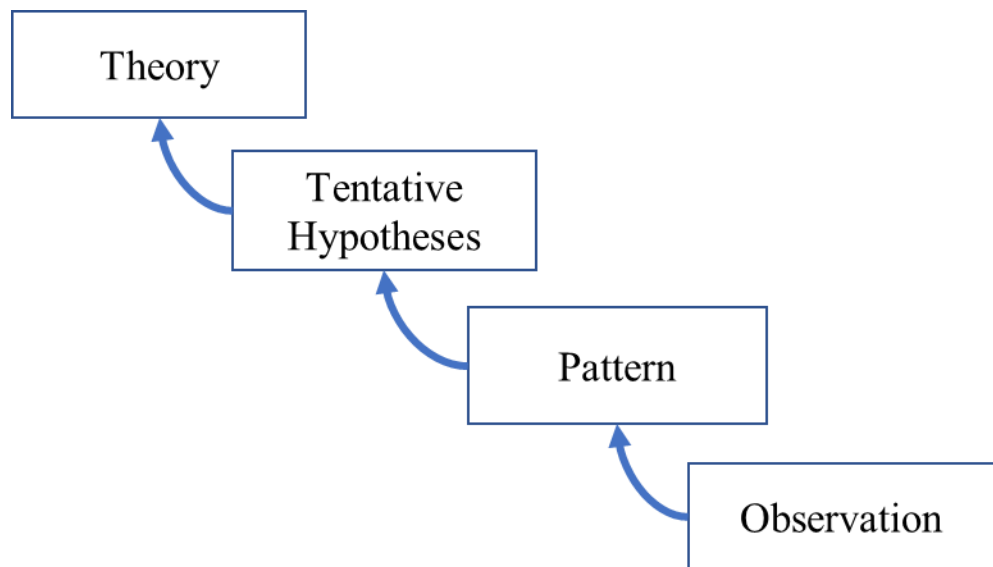 Theory
Tentative
Hypotheses
Pattern
Observation